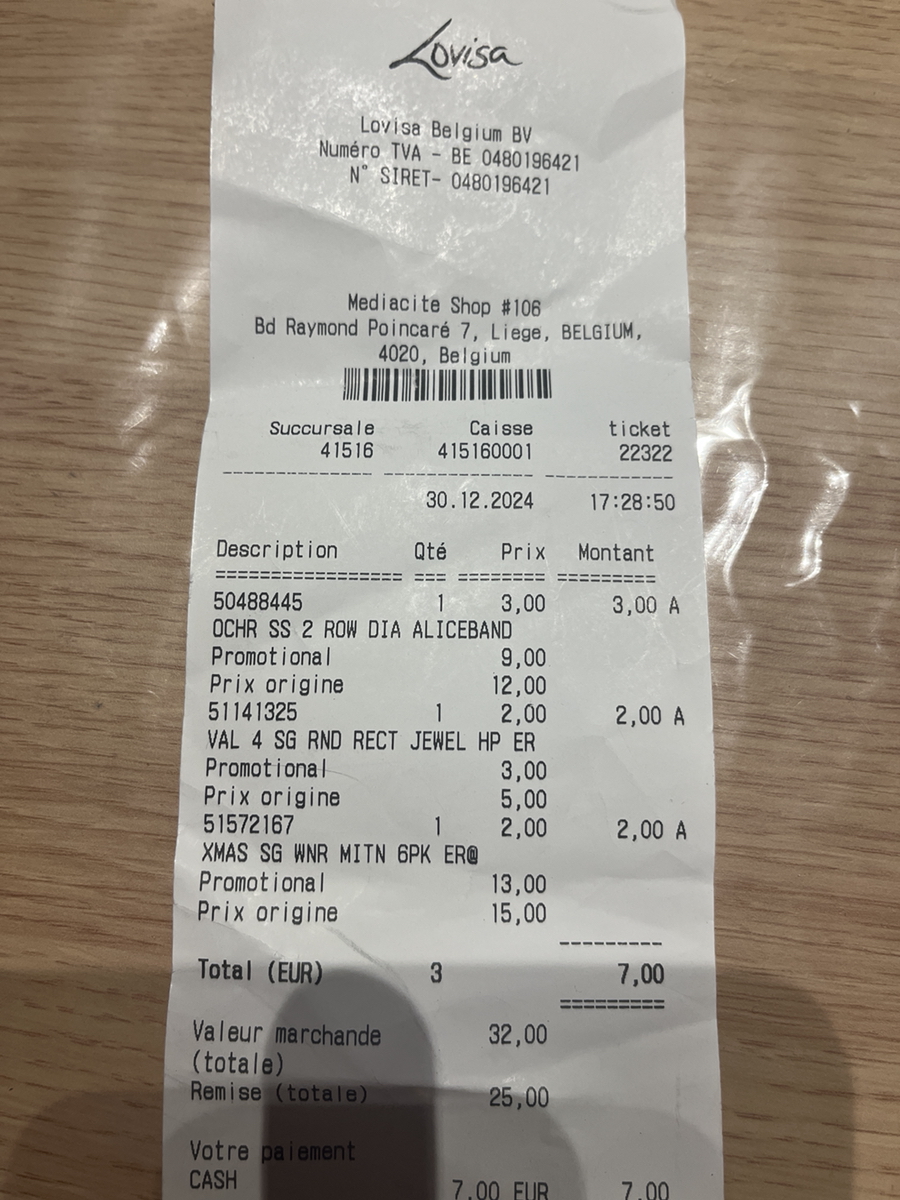 Lovisa
Lovisa Belgium BV
Numéro TVA - BE 0480196421
N° SIRET- 0480196421
Mediacite Shop #106
Bd Raymond Poincaré 7, Liege, BELGIUM,
4020, Belgium
Succursale Caisse ticket
41516 415160001 22322
30.12.2024 17:28:50
Description Qté Prix Montant
50488445 1 3,00 3,00 A
OCHR SS 2 ROW DIA ALICEBAND
Promotional 9,00
Prix origine 12,00
51141325 1 2,00 2,00 A
VAL 4 SG RND RECT JEWEL HP ER
Promotional 3,00
Prix origine 5,00
51572167 1 2,00 2,00 A
XMAS SG WNR MITN 6PK ER@
Promotional 13,00
Prix origine 15,00
Total (EUR) 3 7,00
Valeur marchande 32,00
(totale)
Remise (totale) 25,00
Votre paiement
CASH 7,00 EUR 7,00